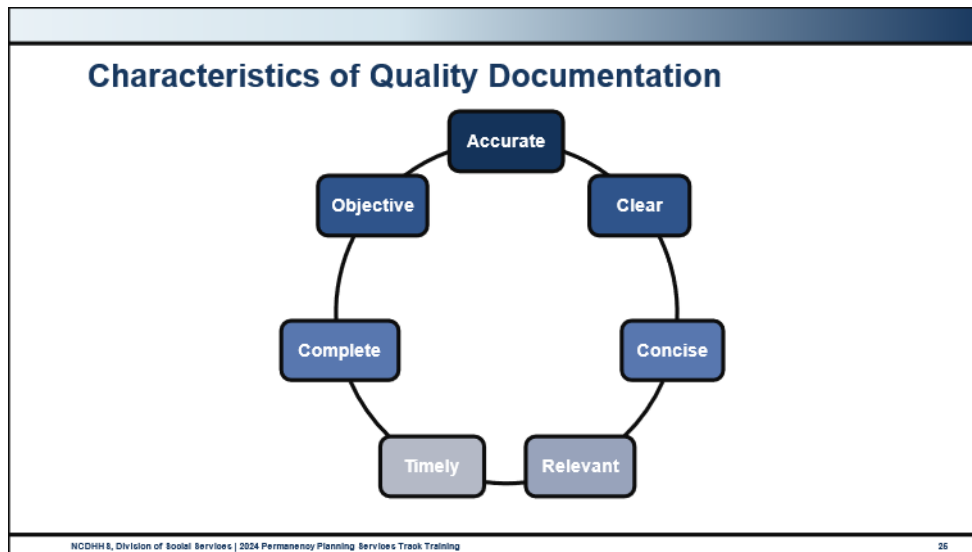 Characteristics of Quality Documentation
Accurate
Objective
Clear
Complete
Concise
Timely
Relevant
NCDHHS, Division of Social Services | 2024 Permanency Planning Services Track Training
26